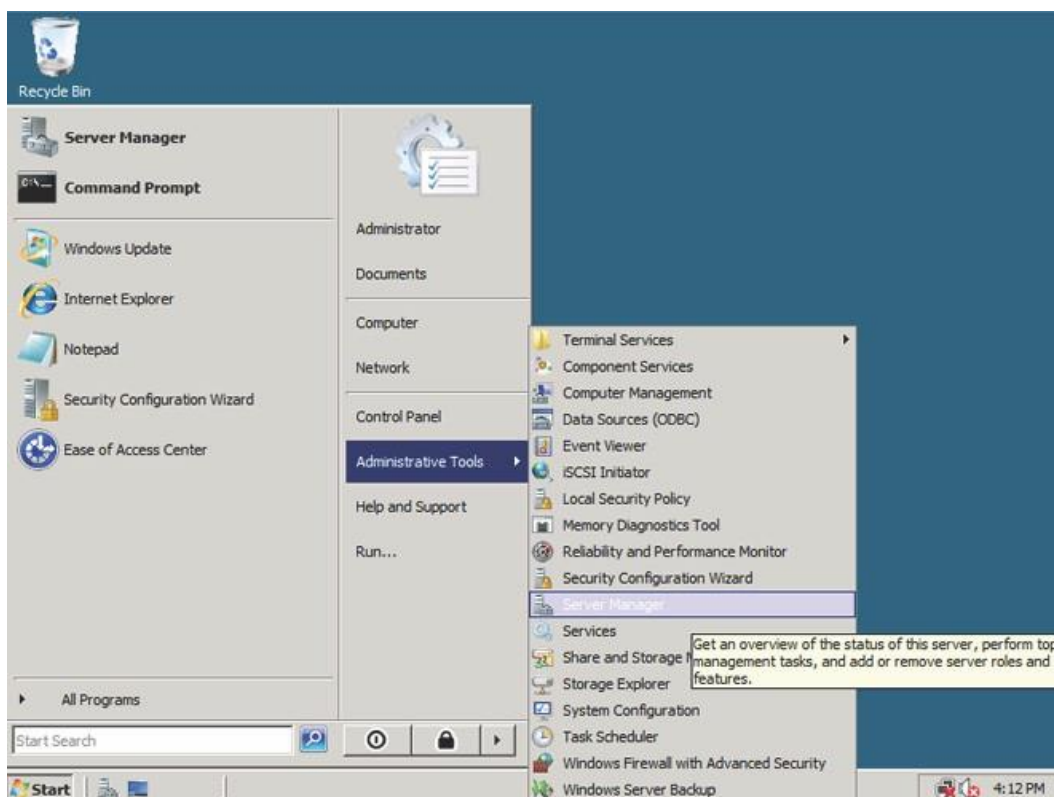 Recycle Bin
Server Manager
Command Prompt
Windows Update
Internet Explorer
Notepad
Security Configuration Wizard
Ease of Access Center
All Programs
Start Search
Administrator
Documents
Computer
Network
Control Panel
Administrative Tools
Help and Support
Run...
Terminal Services
Component Services
Computer Management
Data Sources (ODBC)
Event Viewer
iSCSI Initiator
Local Security Policy
Memory Diagnostics Tool
Reliability and Performance Monitor
Security Configuration Wizard
Server Manager
Services
Share and Storage M
Storage Explorer
System Configuration
Task Scheduler
Windows Firewall with Advanced Security
Windows Server Backup
Get an overview of the status of this server, perform top
management tasks, and add or remove server roles and
features.
Start
4:12 PM